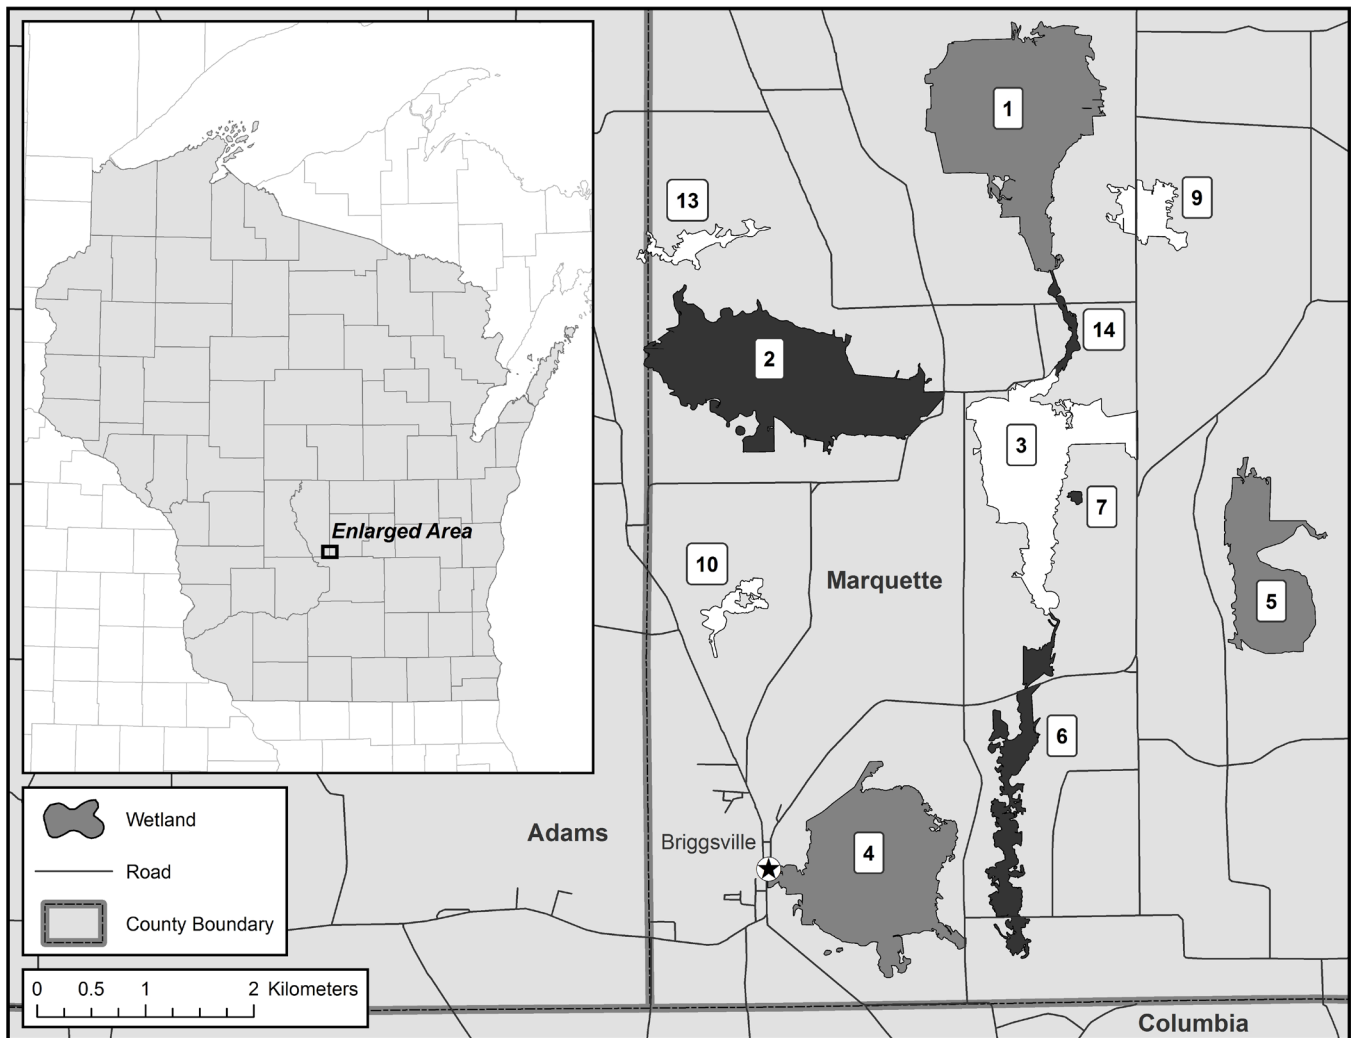 1
13
9
14
2
3
Enlarged Area
7
10
Marquette
5
6
Wetland
Adams
Briggsville
4
Road
County Boundary
0 0.5 1 2 Kilometers
Columbia